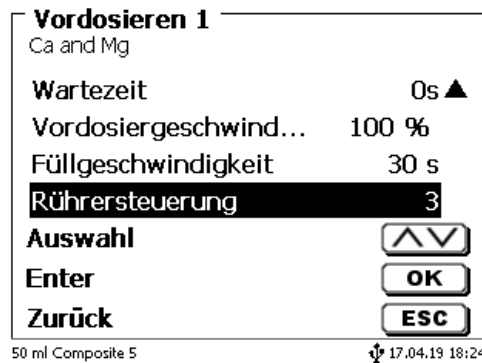 Vordosieren 1
Ca and Mg
Wartezeit 0s ▲
Vordosiergeschwind... 100 %
Füllgeschwindigkeit 30 s
Rührersteuerung 3
Auswahl
Enter OK
Zurück ESC
50 ml Composite 5 17.04.19 18:24